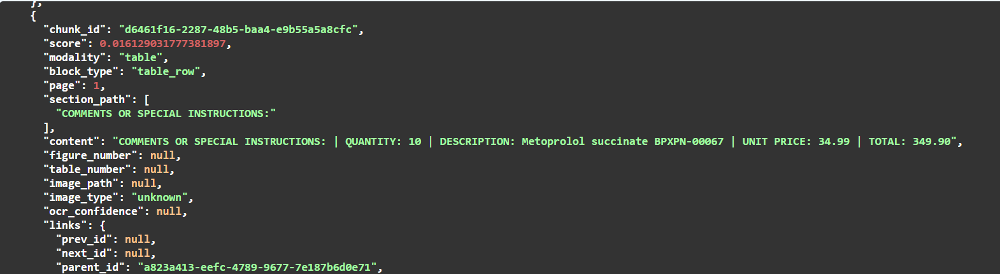 },
{
"chunk_id": "d6461f16-2287-48b5-baa4-e9b55a5a8cfc",
"score": 0.016129031777381897,
"modality": "table",
"block_type": "table_row",
"page": 1,
"section_path": [
"COMMENTS OR SPECIAL INSTRUCTIONS:"
],
"content": "COMMENTS OR SPECIAL INSTRUCTIONS: | QUANTITY: 10 | DESCRIPTION: Metoprolol succinate BPXPN-00067 | UNIT PRICE: 34.99 | TOTAL: 349.90",
"figure_number": null,
"table_number": null,
"image_path": null,
"image_type": "unknown",
"ocr_confidence": null,
"links": {
"prev_id": null,
"next_id": null,
"parent_id": "a823a413-eefc-4789-9677-7e187b6d0e71",